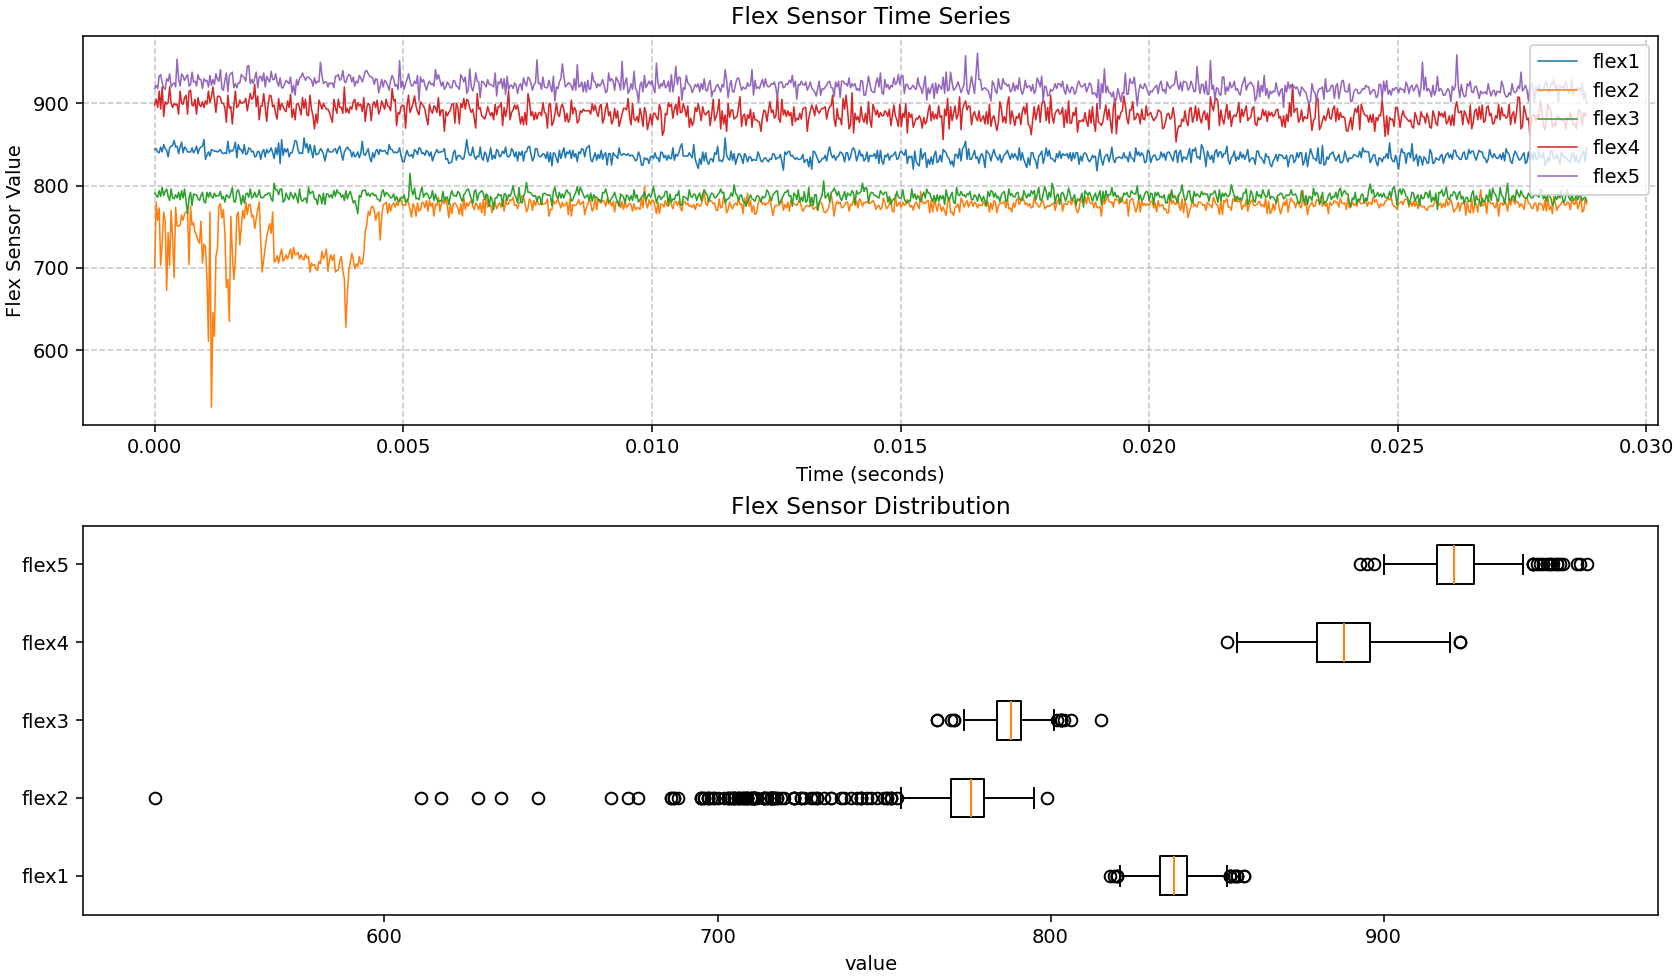 Flex Sensor Time Series
Flex Sensor Value
900
800
700
600
flex1
flex2
flex3
flex4
flex5
0.000 0.005 0.010 0.015 0.020 0.025 0.030
Time (seconds)
Flex Sensor Distribution
flex5
flex4
flex3
flex2
flex1
600 700 800 900
value